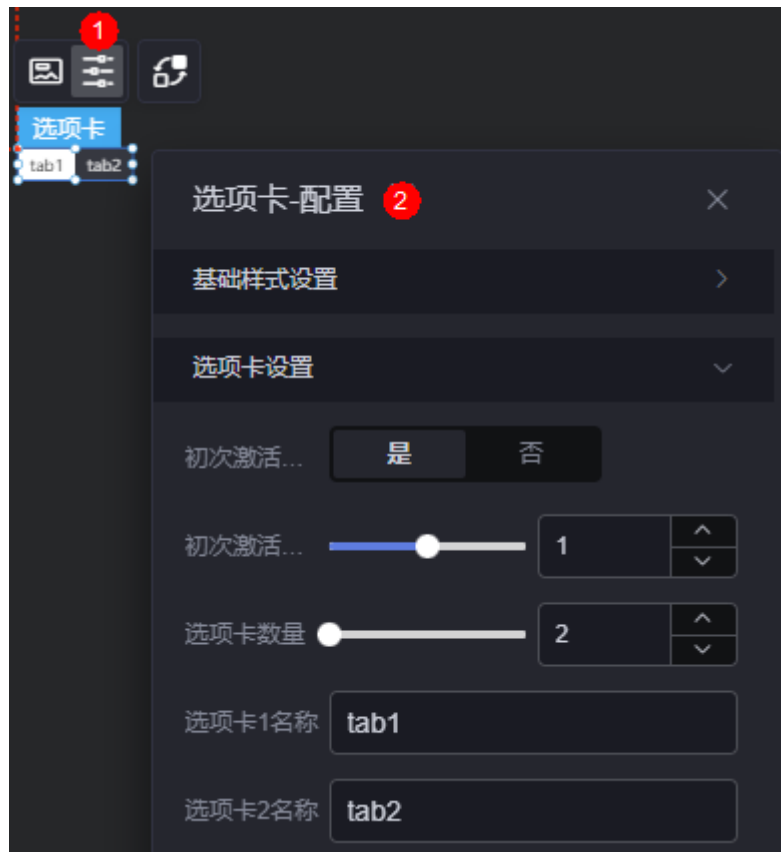 1
选项卡
tab1 tab2
选项卡-配置 2
基础样式设置
选项卡设置
初次激活... 是 否
初次激活... 1
选项卡数量 2
选项卡1名称 tab1
选项卡2名称 tab2